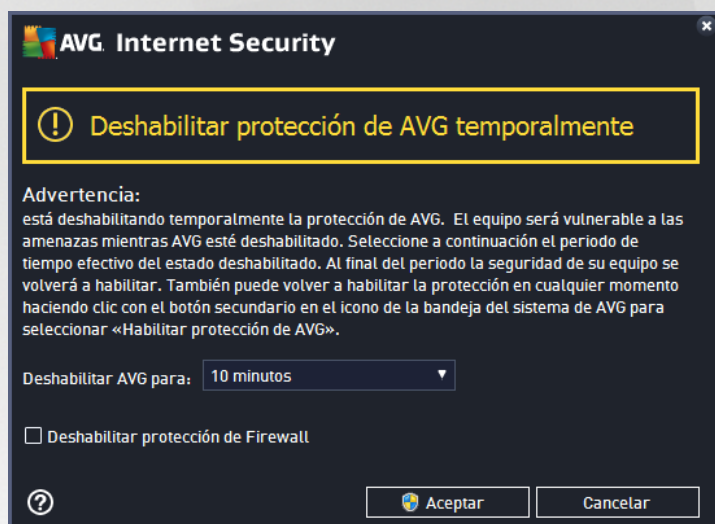 AVG. Internet Security
Deshabilitar protección de AVG temporalmente
Advertencia:
está deshabilitando temporalmente la protección de AVG. El equipo será vulnerable a las
amenazas mientras AVG esté deshabilitado. Seleccione a continuación el periodo de
tiempo efectivo del estado deshabilitado. Al final del periodo la seguridad de su equipo se
volverá a habilitar. También puede volver a habilitar la protección en cualquier momento
haciendo clic con el botón secundario en el icono de la bandeja del sistema de AVG para
seleccionar «Habilitar protección de AVG».
Deshabilitar AVG para: 10 minutos
Deshabilitar protección de Firewall
Aceptar Cancelar